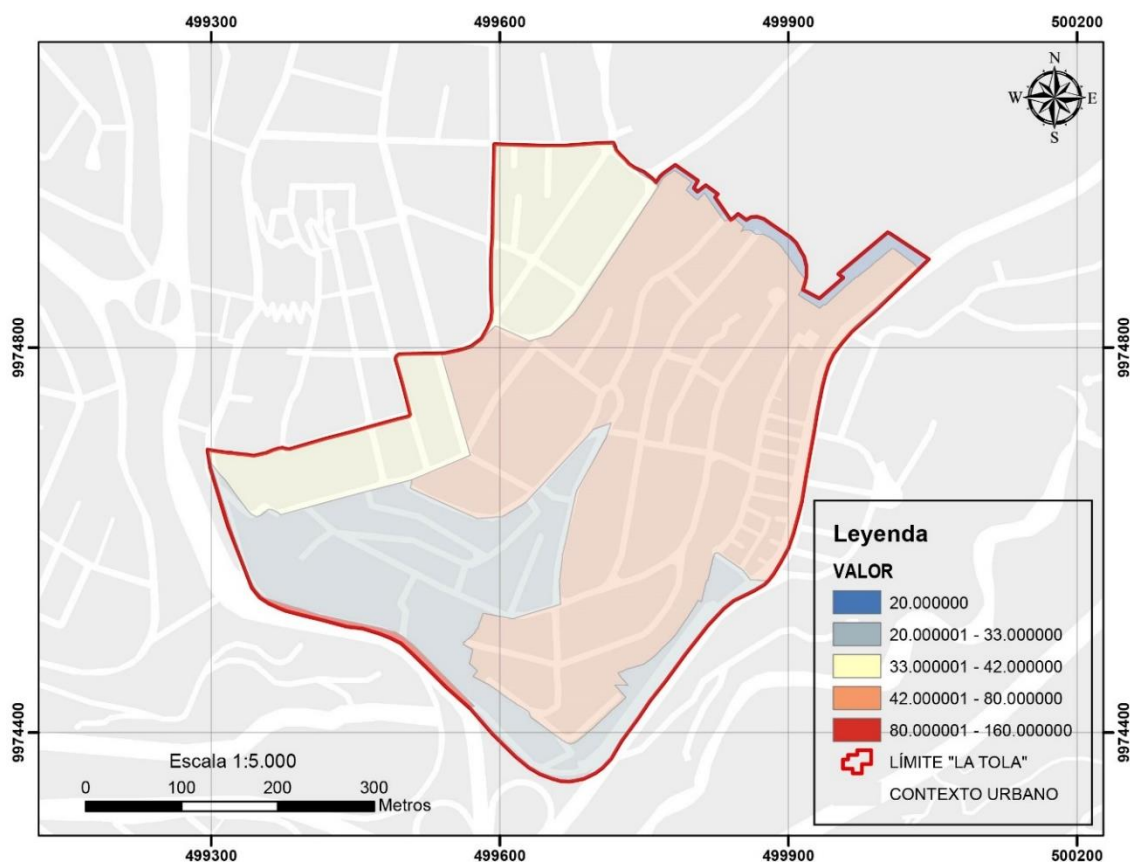 499300 499600 499900 500200
N
W E
S
9974800 9974800
Leyenda
VALOR
20.000000
20.000001 - 33.000000
33.000001 - 42.000000
42.000001 - 80.000000
80.000001 - 160.000000
LÍMITE "LA TOLA"
CONTEXTO URBANO
9974400 9974400
Escala 1:5.000
0 100 200 300
Metros
499300 499600 499900 500200